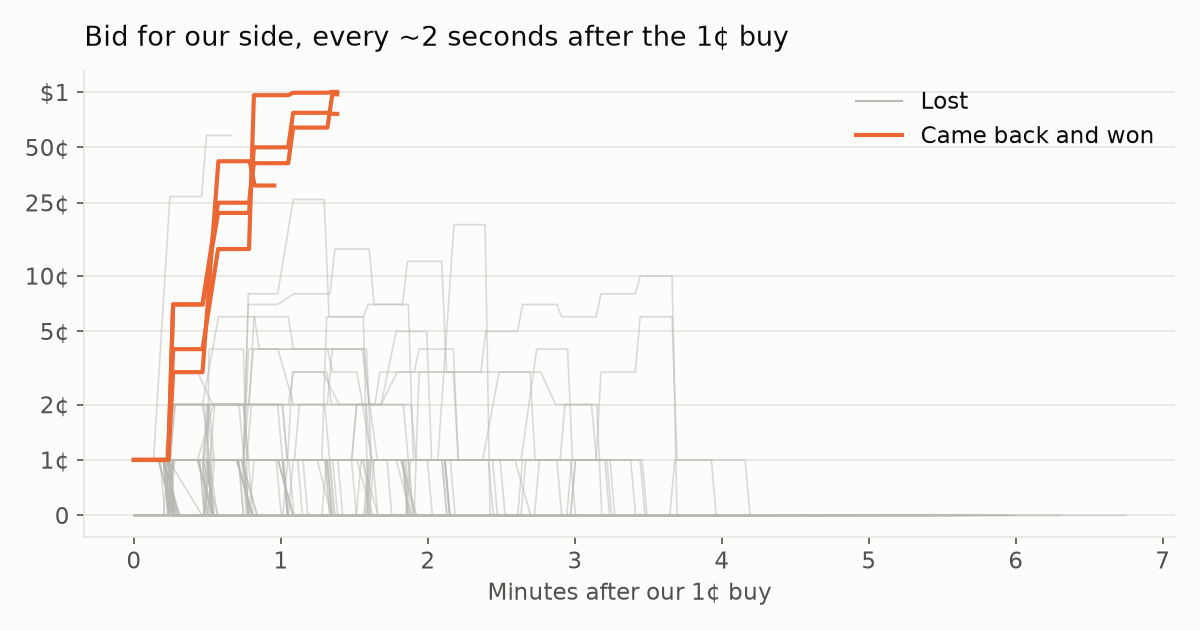 Bid for our side, every ~2 seconds after the 1¢ buy
$1
50¢
25¢
10¢
5¢
2¢
1¢
0
Lost
Came back and won
0 1 2 3 4 5 6 7
Minutes after our 1¢ buy